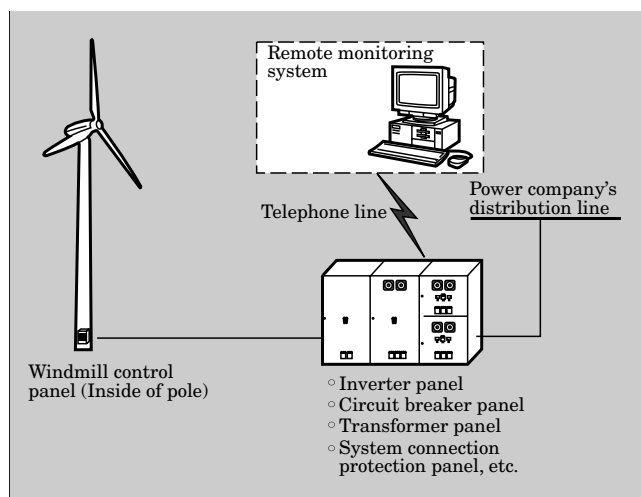 Remote monitoring
system
Telephone line
Power company's
distribution line
Windmill control
panel (Inside of pole)
○ Inverter panel
○ Circuit breaker panel
○ Transformer panel
○ System connection
protection panel, etc.